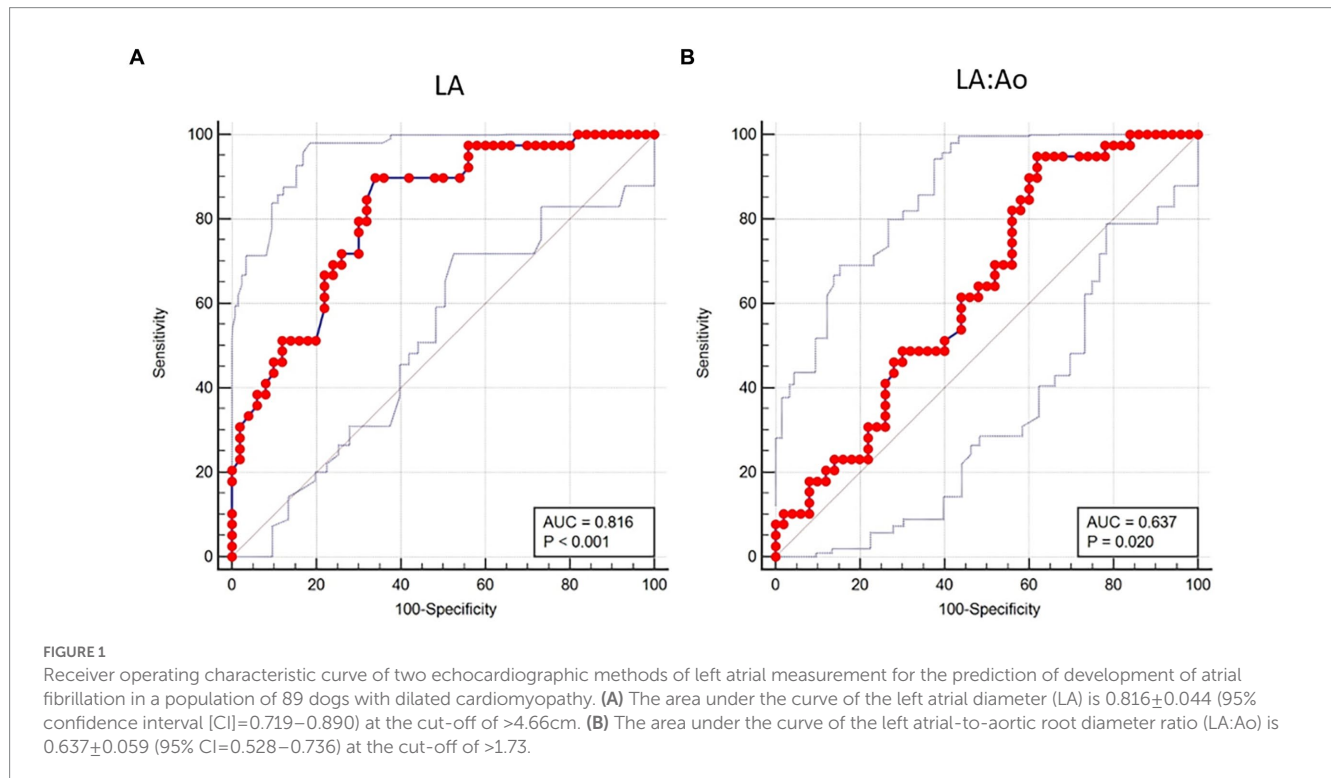 A
LA
100
80
60
40
20
0
Sensitivity
0 20 40 60 80 100
100-Specificity
AUC = 0.816
P < 0.001
B
LA:Ao
100
80
60
40
20
0
Sensitivity
0 20 40 60 80 100
100-Specificity
AUC = 0.637
P = 0.020
FIGURE 1
Receiver operating characteristic curve of two echocardiographic methods of left atrial measurement for the prediction of development of atrial
fibrillation in a population of 89 dogs with dilated cardiomyopathy. (A) The area under the curve of the left atrial diameter (LA) is 0.816±0.044 (95%
confidence interval [CI]=0.719–0.890) at the cut-off of >4.66cm. (B) The area under the curve of the left atrial-to-aortic root diameter ratio (LA:Ao) is
0.637±0.059 (95% CI=0.528–0.736) at the cut-off of >1.73.